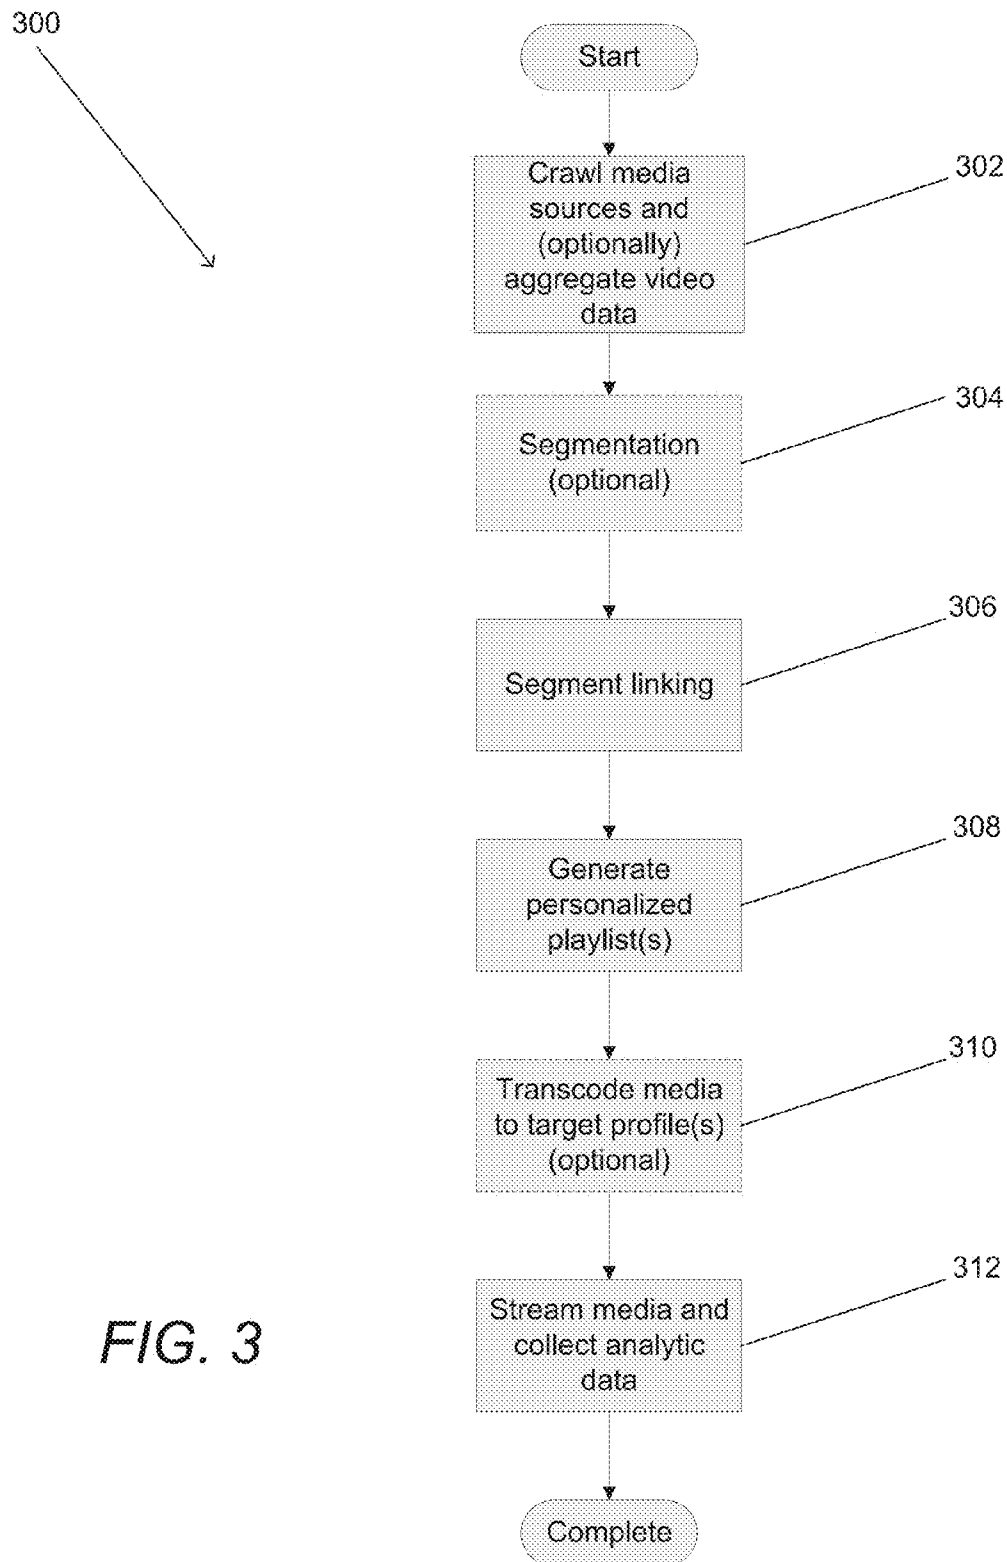 300
Start
Crawl media
sources and
(optionally)
aggregate video
data
302
Segmentation
(optional)
304
Segment linking
306
Generate
personalized
playlist(s)
308
Transcode media
to target profile(s)
(optional)
310
Stream media and
collect analytic
data
312
FIG. 3
Complete